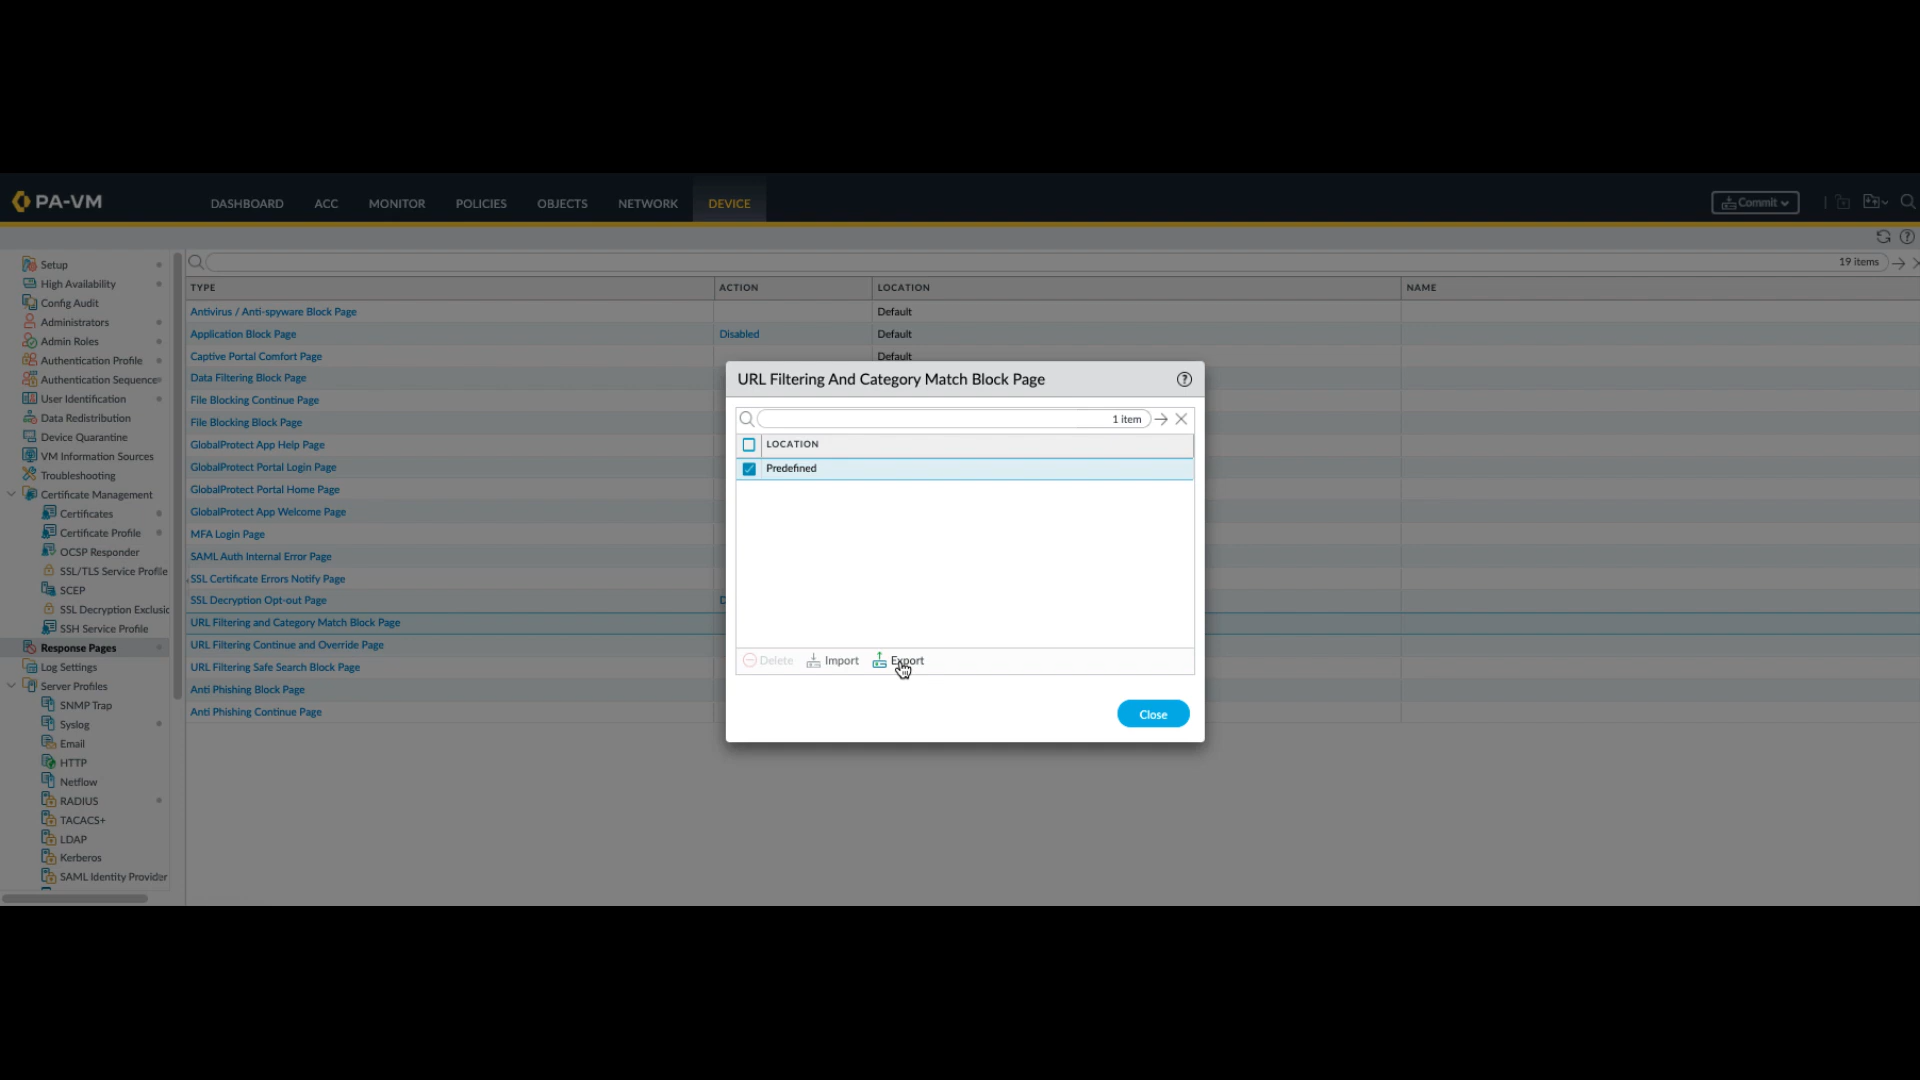 PA-VM
DASHBOARD
ACC
MONITOR
POLICIES
OBJECTS
NETWORK
DEVICE
Commit
19 items
Setup
High Availability
Config Audit
Administrators
Admin Roles
Authentication Profile
Authentication Sequence
User Identification
Data Redistribution
Device Quarantine
VM Information Sources
Troubleshooting
Certificate Management
Certificates
Certificate Profile
OCSP Responder
SSL/TLS Service Profile
SCEP
SSL Decryption Exclusio
SSH Service Profile
Response Pages
Log Settings
Server Profiles
SNMP Trap
Syslog
Email
HTTP
Netflow
RADIUS
TACACS+
LDAP
Kerberos
SAML Identity Provider
TYPE ACTION LOCATION NAME
Antivirus / Anti-spyware Block Page Default
Application Block Page Disabled Default
Captive Portal Comfort Page Default
Data Filtering Block Page
File Blocking Continue Page
File Blocking Block Page
GlobalProtect App Help Page
GlobalProtect Portal Login Page
GlobalProtect Portal Home Page
GlobalProtect App Welcome Page
MFA Login Page
SAML Auth Internal Error Page
SSL Certificate Errors Notify Page
SSL Decryption Opt-out Page
URL Filtering and Category Match Block Page
URL Filtering Continue and Override Page
URL Filtering Safe Search Block Page
Anti Phishing Block Page
Anti Phishing Continue Page
URL Filtering And Category Match Block Page
1 item
LOCATION
Predefined
Delete
Import
Export
Close